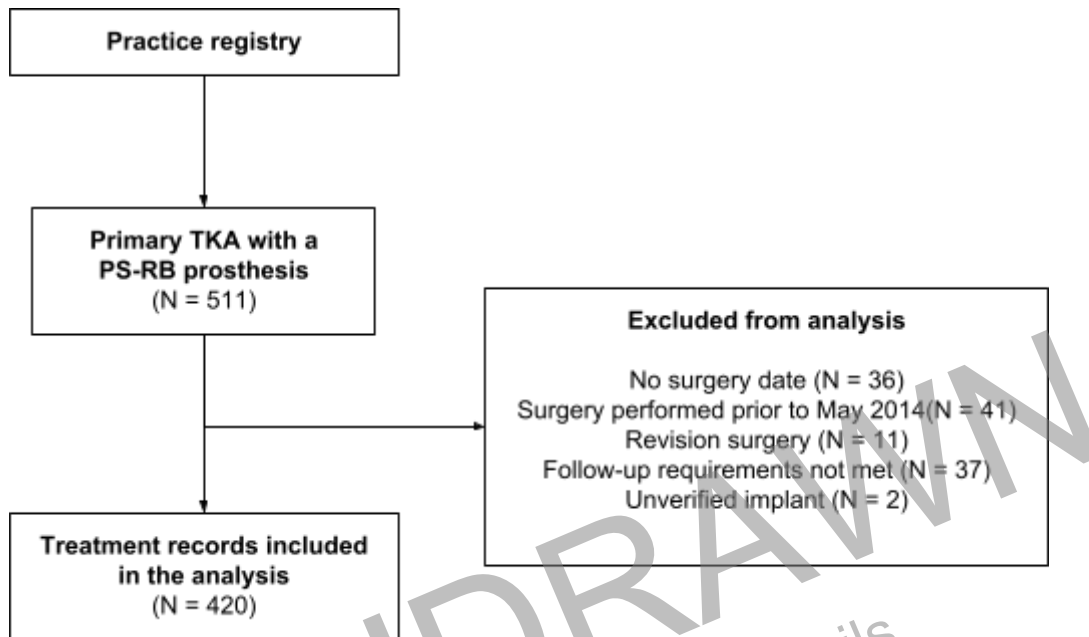 Practice registry
Primary TKA with a
PS-RB prosthesis
(N = 511)
Excluded from analysis
No surgery date (N = 36)
Surgery performed prior to May 2014(N = 41)
Revision surgery (N = 11)
Follow-up requirements not met (N = 37)
Unverified implant (N = 2)
Treatment records included
in the analysis
(N = 420)